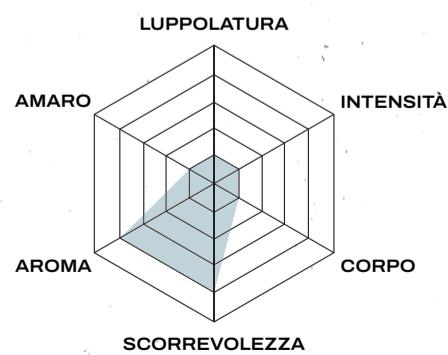 LUPPOLATURA
AMARO
INTENSITÀ
AROMA
CORPO
SCORREVOLEZZA